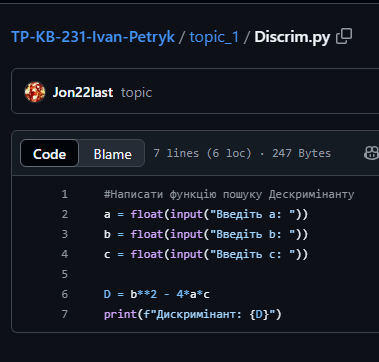 TP-KB-231-Ivan-Petryk / topic_1 / Discrim.py
Jon22last topic
Code Blame 7 lines (6 loc) · 247 Bytes
1 #Написати функцію пошуку Дескримінанту
2 a = float(input("Введіть a: "))
3 b = float(input("Введіть b: "))
4 c = float(input("Введіть c: "))
5
6 D = b**2 - 4*a*c
7 print(f"Дискримінант: {D}")